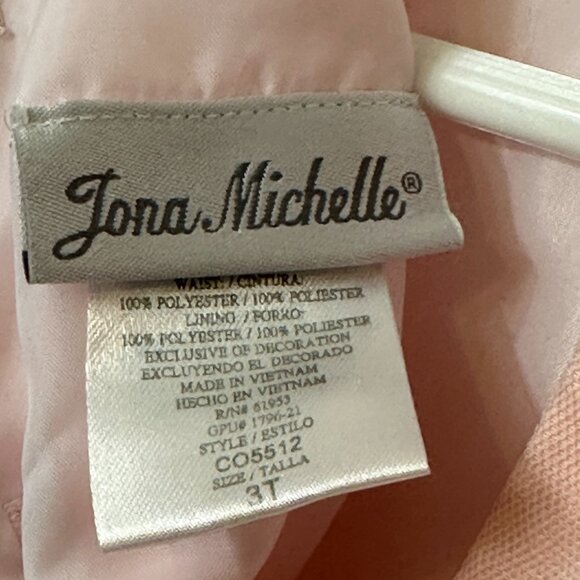 Jona Michelle®
WAIST: / CINTURA:
100% POLYESTER / 100% POLIESTER
LINING / FORRO
100% POLYESTER / 100% POLIESTER
EXCLUSIVE OF DECORATION
EXCLUYENDO EL DECORADO
MADE IN VIETNAM
HECHO EN VIETNAM
R/N# 61953
GPU# 1796-21
STYLE / ESTILO
CO5512
SIZE / TALLA
3T